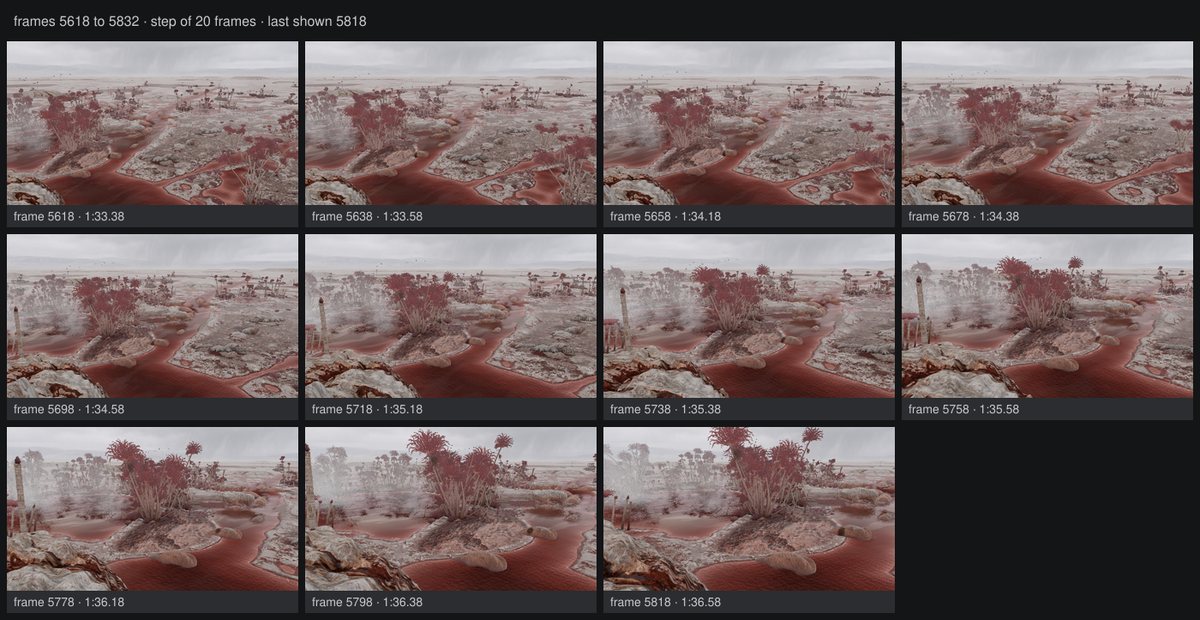 frames 5618 to 5832 · step of 20 frames · last shown 5818
frame 5618 · 1:33.38
frame 5638 · 1:33.58
frame 5658 · 1:34.18
frame 5678 · 1:34.38
frame 5698 · 1:34.58
frame 5718 · 1:35.18
frame 5738 · 1:35.38
frame 5758 · 1:35.58
frame 5778 · 1:36.18
frame 5798 · 1:36.38
frame 5818 · 1:36.58